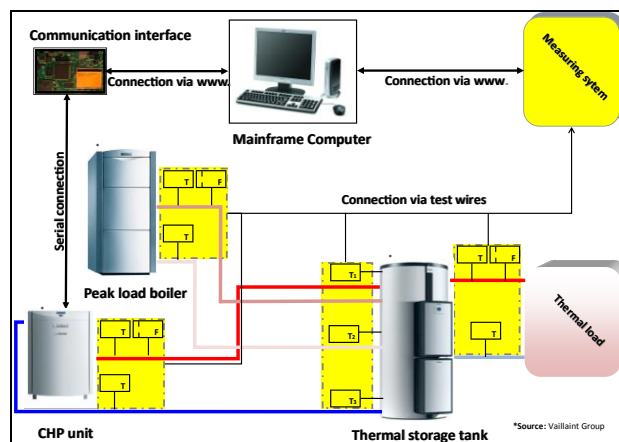 Communication interface
Connection via www.
Connection via www.
Measuring sytem
Mainframe Computer
Serial connection
T
F
T
Connection via test wires
Peak load boiler
T
F
T
T1
T2
T3
T
F
T
Thermal load
CHP unit
Thermal storage tank
*Source: Vaillaint Group